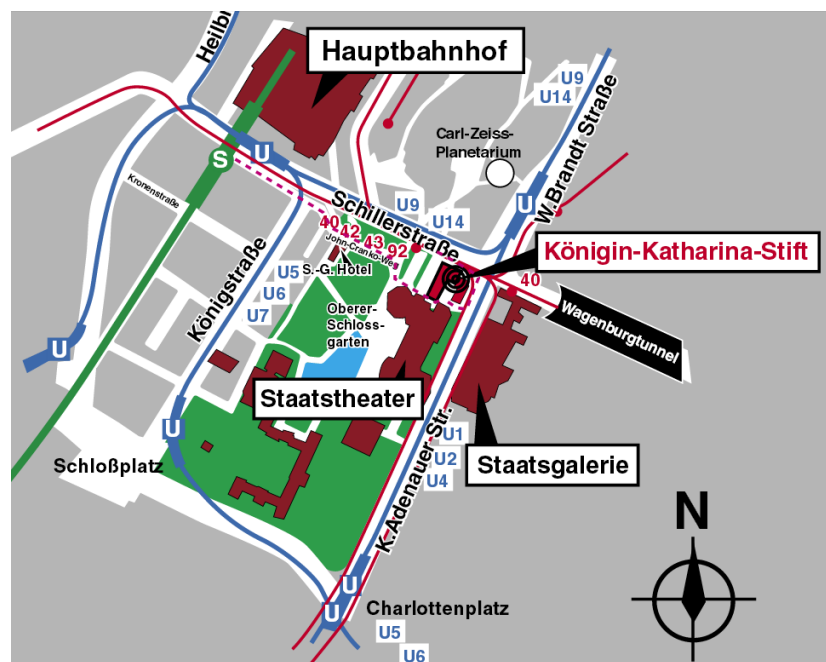 Heilbr
Hauptbahnhof
U9
U14
W.Brandt Straße
Carl-Zeiss-
Planetarium
S
U
U
Kronenstraße
Schillerstraße
U9
U14
40
42
43
92
John-Cranko-We
Königin-Katharina-Stift
40
Wagenburgtunnel
S.-G. Hotel
Königstraße
U5
U6
U7
Oberer-
Schloss-
garten
U
Staatstheater
U
U1
U2
U4
Staatsgalerie
Schloßplatz
K.Adenauer Str.
N
U
U
Charlottenplatz
U5
U6